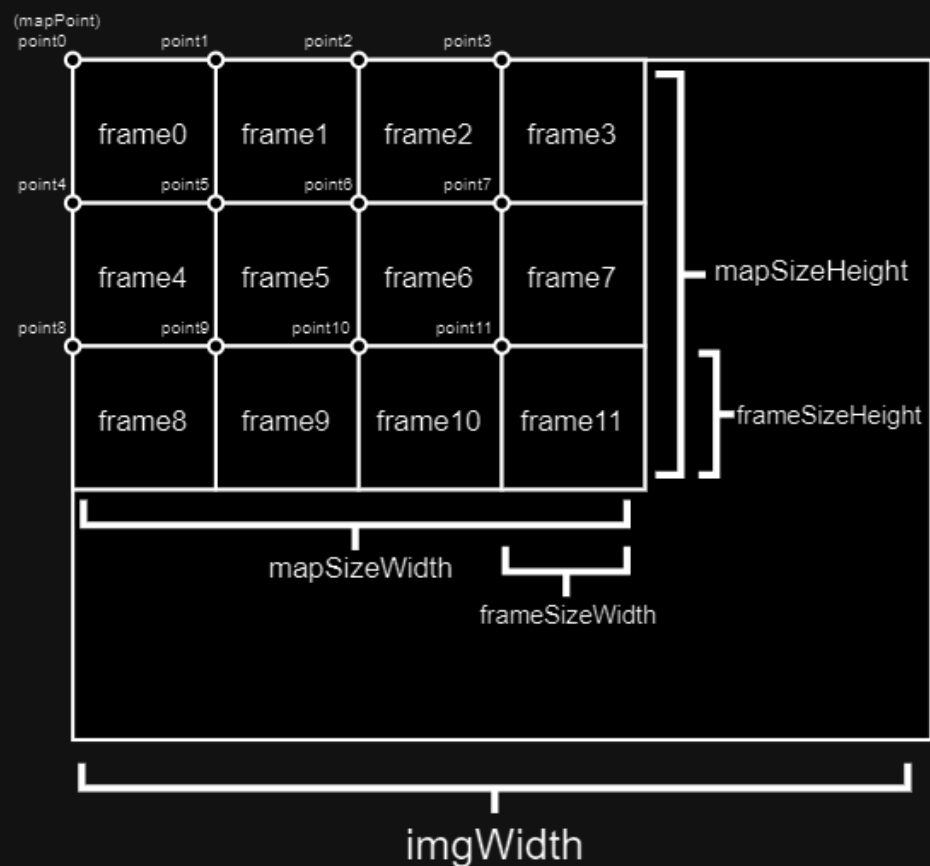 (mapPoint)
point0 point1 point2 point3
frame0 frame1 frame2 frame3
point4 point5 point6 point7
frame4 frame5 frame6 frame7
mapSizeHeight
point8 point9 point10 point11
frame8 frame9 frame10 frame11
frameSizeHeight
mapSizeWidth
frameSizeWidth
imgWidth